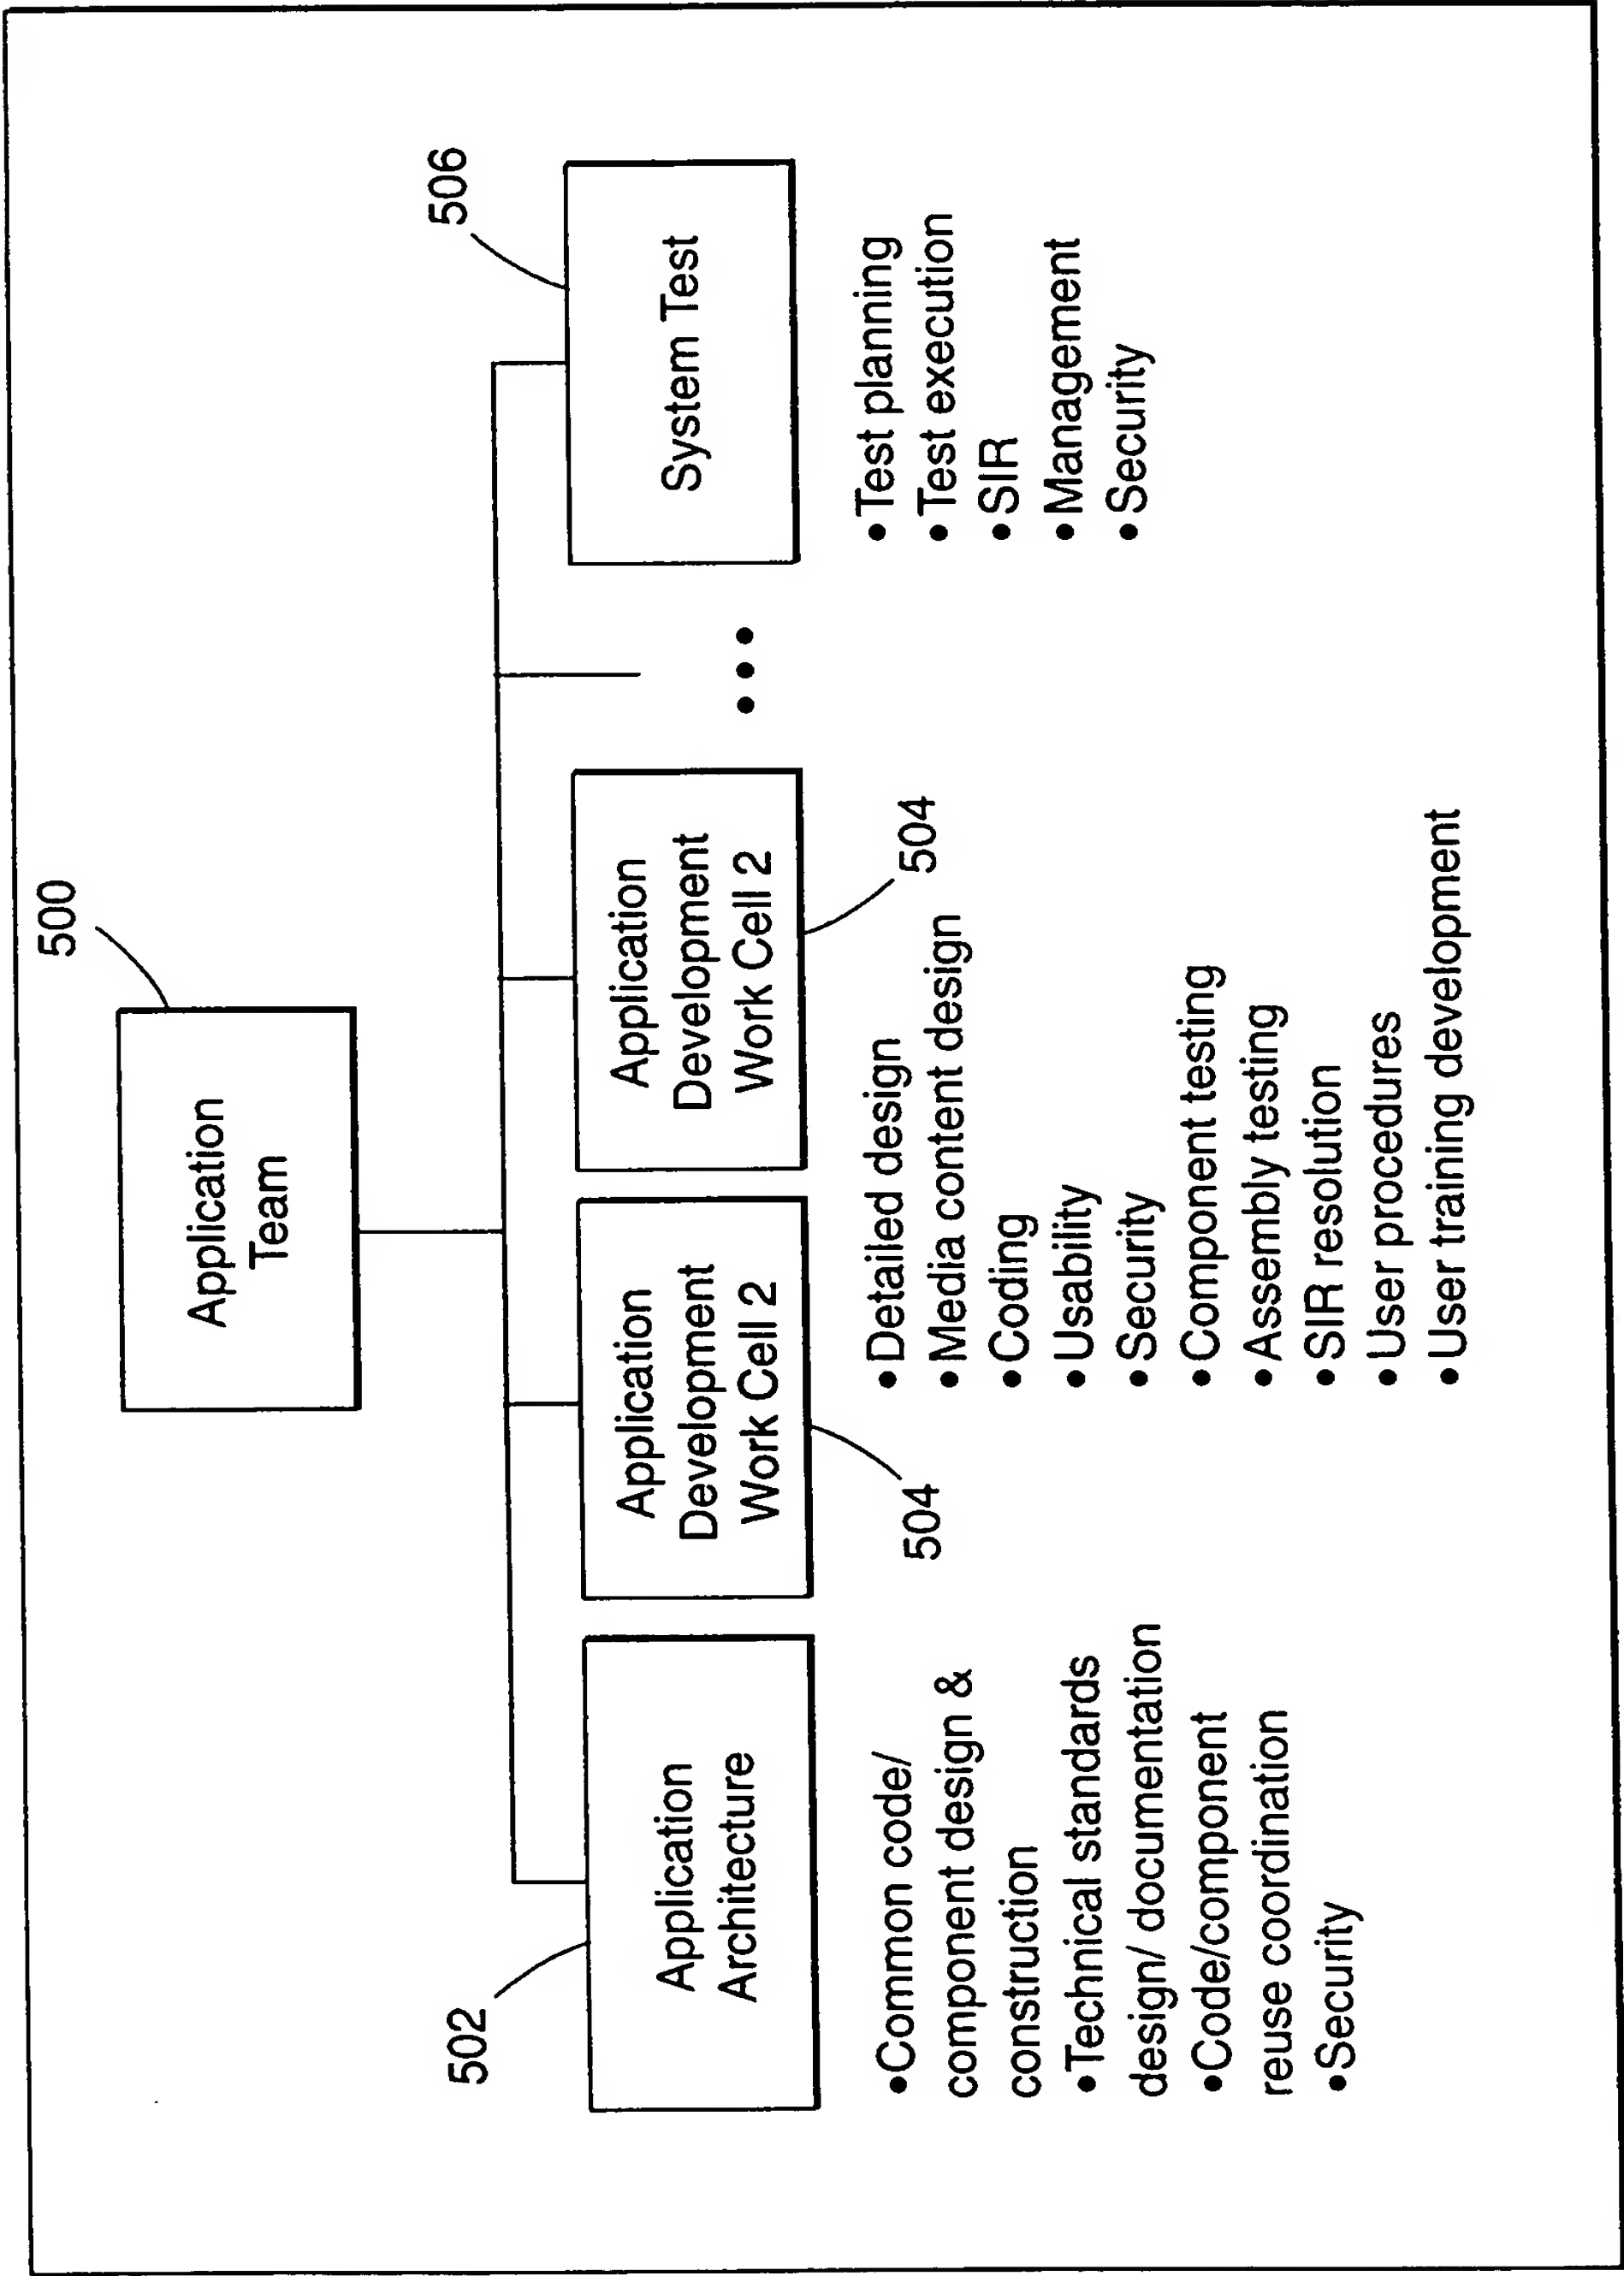 500
Application
Team
502
Application
Architecture
•Common code/
component design &
construction
•Technical standards
design/ documentation
•Code/component
reuse coordination
•Security
Application
Development
Work Cell 2
504
Application
Development
Work Cell 2
504
•Detailed design
•Media content design
•Coding
•Usability
•Security
•Component testing
•Assembly testing
•SIR resolution
•User procedures
•User training development
•••
506
System Test
•Test planning
•Test execution
•SIR
•Management
•Security